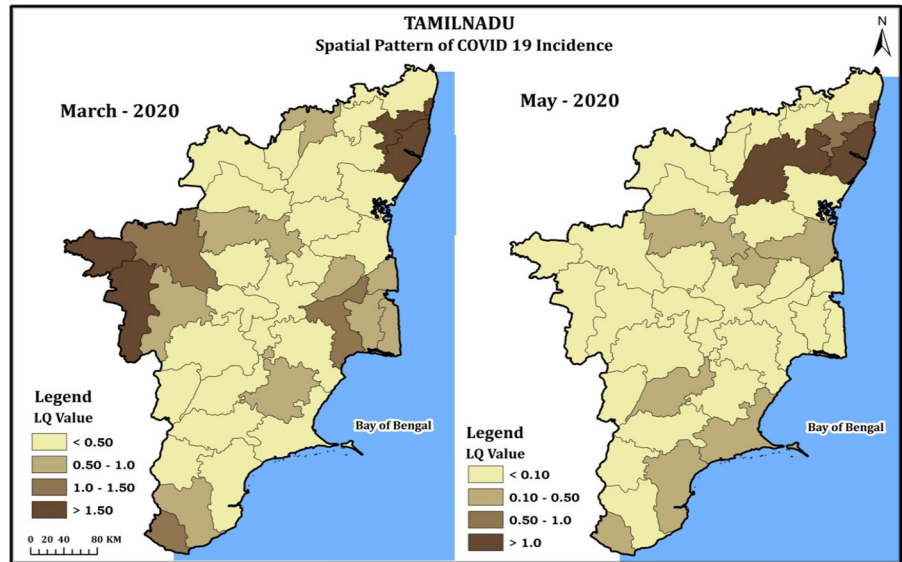 TAMILNADU
Spatial Pattern of COVID 19 Incidence
N
March - 2020
May - 2020
Legend
LQ Value
< 0.50
0.50 - 1.0
1.0 - 1.50
> 1.50
0 20 40 80 KM
Bay of Bengal
Legend
LQ Value
< 0.10
0.10 - 0.50
0.50 - 1.0
> 1.0
Bay of Bengal